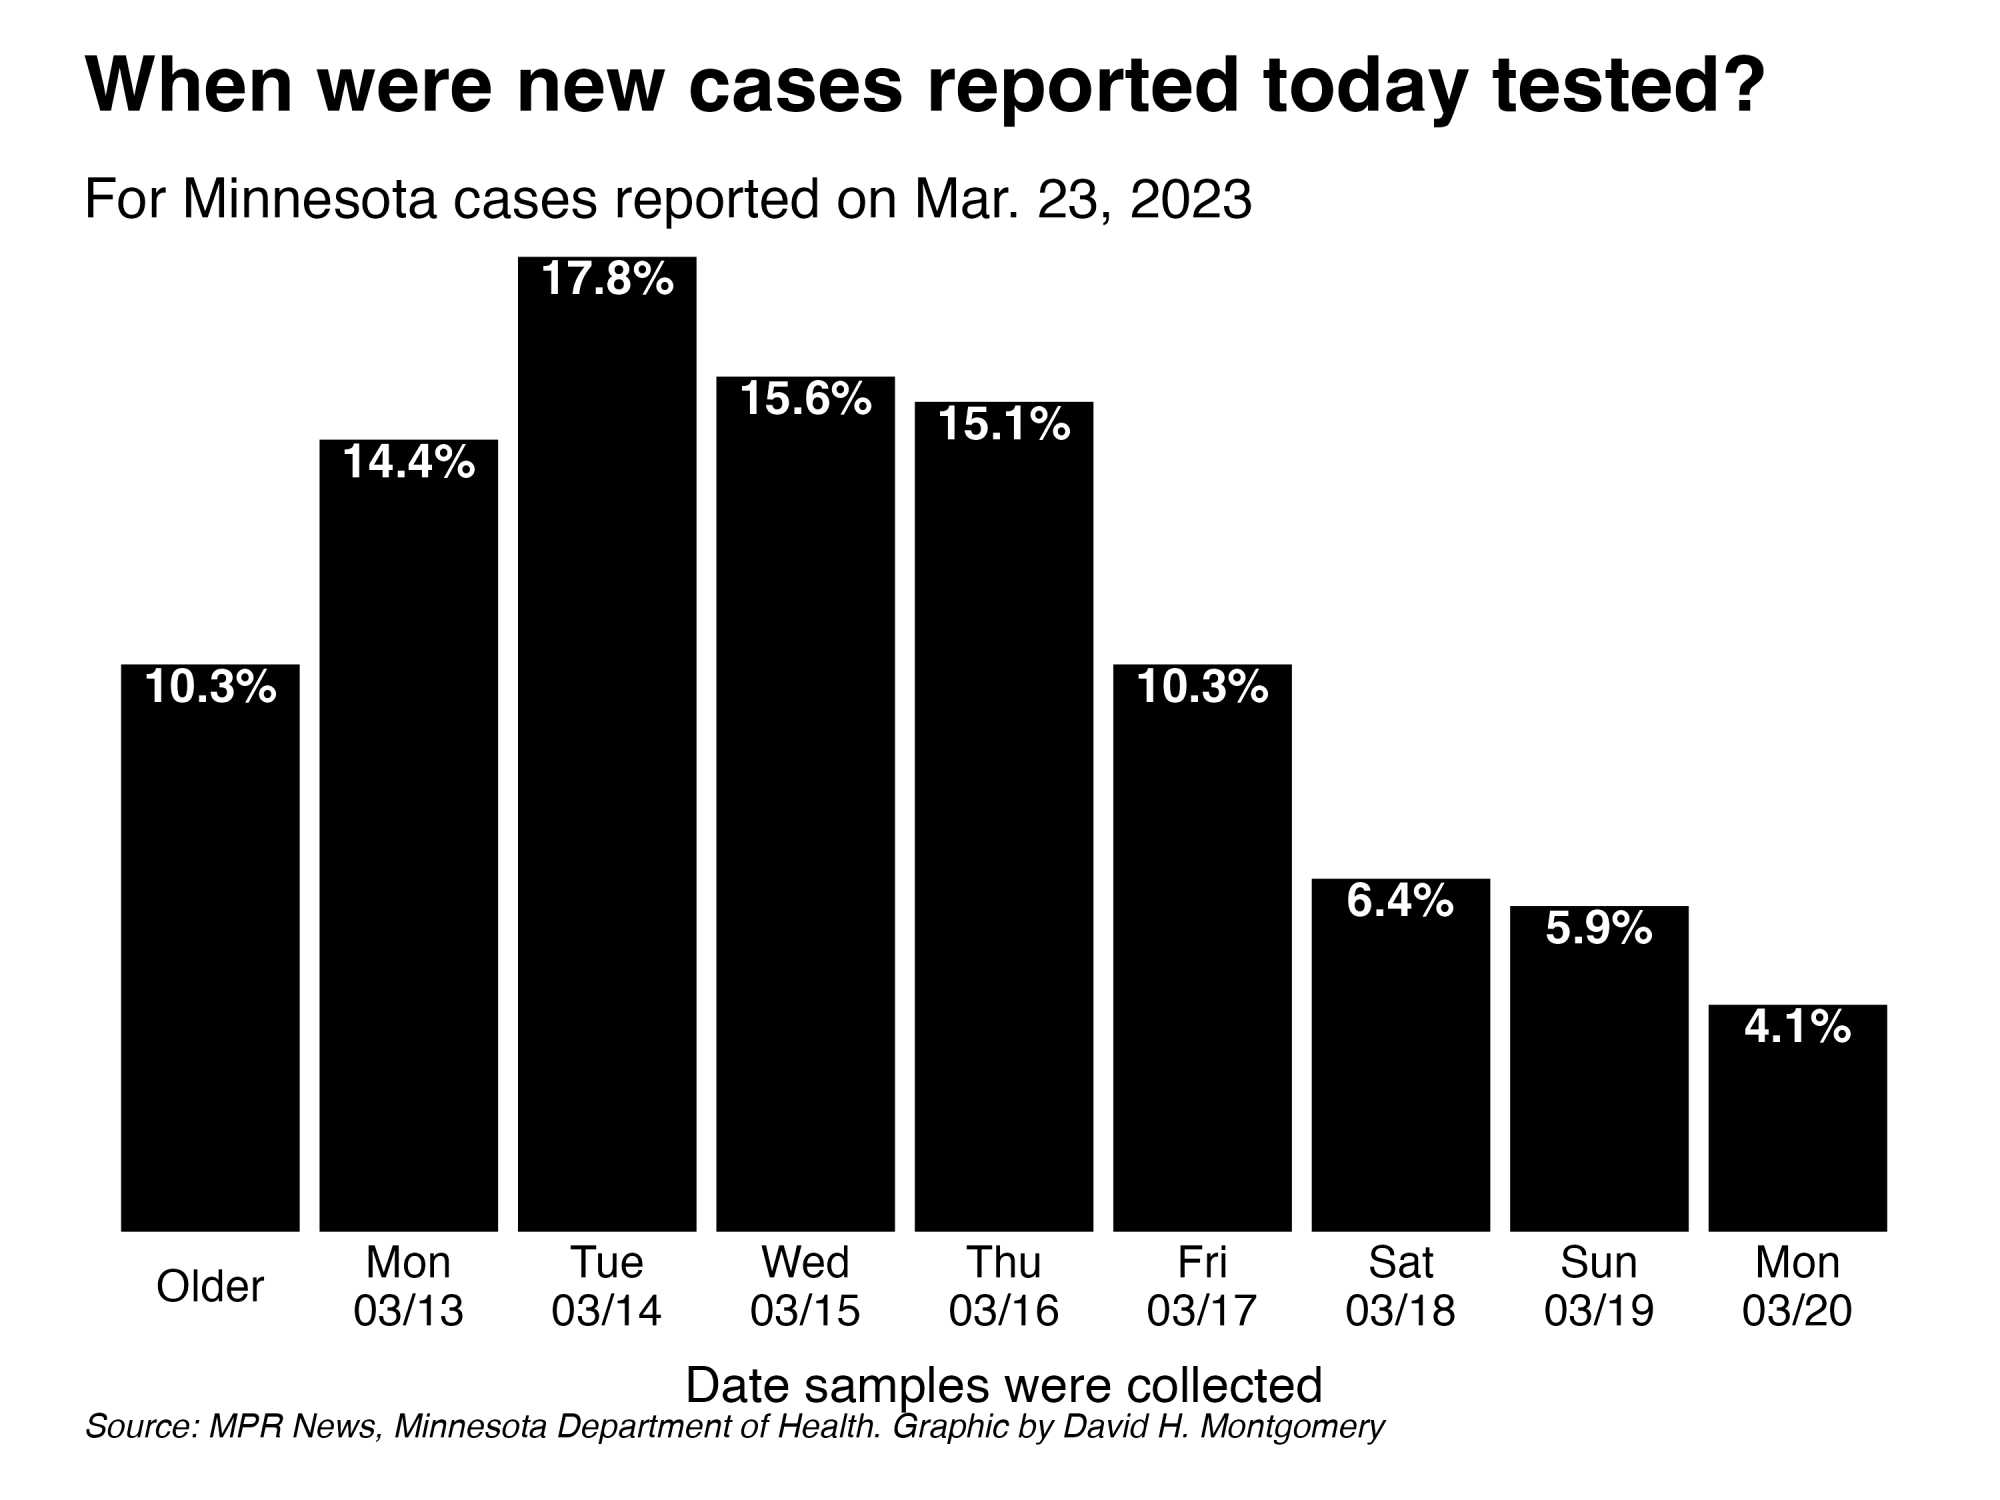 When were new cases reported today tested?
For Minnesota cases reported on Mar. 23, 2023
17.8%
15.6%
15.1%
14.4%
10.3%
10.3%
6.4%
5.9%
4.1%
Older
Mon
03/13
Tue
03/14
Wed
03/15
Thu
03/16
Fri
03/17
Sat
03/18
Sun
03/19
Mon
03/20
Date samples were collected
Source: MPR News, Minnesota Department of Health. Graphic by David H. Montgomery